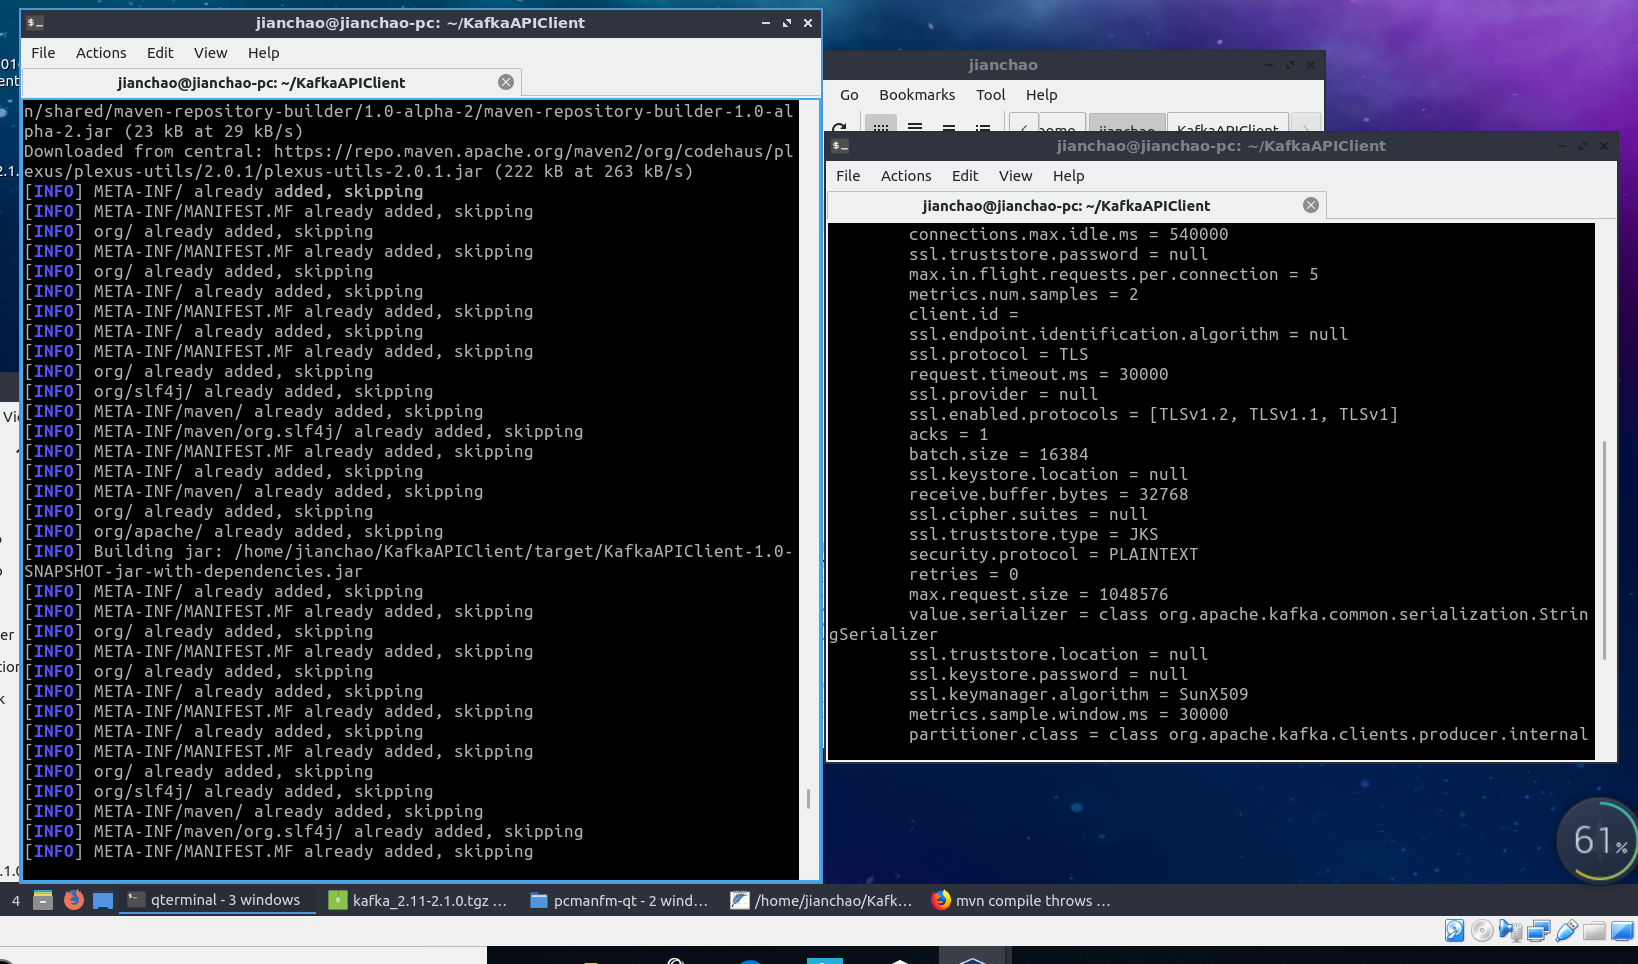 jianchao@jianchao-pc: ~/KafkaAPIClient
File Actions Edit View Help
jianchao@jianchao-pc: ~/KafkaAPIClient
n/shared/maven-repository-builder/1.0-alpha-2/maven-repository-builder-1.0-al
pha-2.jar (23 kB at 29 kB/s)
Downloaded from central: https://repo.maven.apache.org/maven2/org/codehaus/pl
exus/plexus-utils/2.0.1/plexus-utils-2.0.1.jar (222 kB at 263 kB/s)
[INFO] META-INF/ already added, skipping
[INFO] META-INF/MANIFEST.MF already added, skipping
[INFO] org/ already added, skipping
[INFO] META-INF/MANIFEST.MF already added, skipping
[INFO] org/ already added, skipping
[INFO] META-INF/ already added, skipping
[INFO] META-INF/MANIFEST.MF already added, skipping
[INFO] META-INF/ already added, skipping
[INFO] META-INF/MANIFEST.MF already added, skipping
[INFO] org/ already added, skipping
[INFO] org/slf4j/ already added, skipping
[INFO] META-INF/maven/ already added, skipping
[INFO] META-INF/maven/org.slf4j/ already added, skipping
[INFO] META-INF/MANIFEST.MF already added, skipping
[INFO] META-INF/ already added, skipping
[INFO] META-INF/maven/ already added, skipping
[INFO] org/ already added, skipping
[INFO] org/apache/ already added, skipping
[INFO] Building jar: /home/jianchao/KafkaAPIClient/target/KafkaAPIClient-1.0-
SNAPSHOT-jar-with-dependencies.jar
[INFO] META-INF/ already added, skipping
[INFO] META-INF/MANIFEST.MF already added, skipping
[INFO] org/ already added, skipping
[INFO] META-INF/MANIFEST.MF already added, skipping
[INFO] org/ already added, skipping
[INFO] META-INF/ already added, skipping
[INFO] META-INF/MANIFEST.MF already added, skipping
[INFO] META-INF/ already added, skipping
[INFO] META-INF/MANIFEST.MF already added, skipping
[INFO] org/ already added, skipping
[INFO] org/slf4j/ already added, skipping
[INFO] META-INF/maven/ already added, skipping
[INFO] META-INF/maven/org.slf4j/ already added, skipping
[INFO] META-INF/MANIFEST.MF already added, skipping
jianchao
Go Bookmarks Tool Help
home jianchao KafkaAPIClient
jianchao@jianchao-pc: ~/KafkaAPIClient
File Actions Edit View Help
jianchao@jianchao-pc: ~/KafkaAPIClient
connections.max.idle.ms = 540000
ssl.truststore.password = null
max.in.flight.requests.per.connection = 5
metrics.num.samples = 2
client.id =
ssl.endpoint.identification.algorithm = null
ssl.protocol = TLS
request.timeout.ms = 30000
ssl.provider = null
ssl.enabled.protocols = [TLSv1.2, TLSv1.1, TLSv1]
acks = 1
batch.size = 16384
ssl.keystore.location = null
receive.buffer.bytes = 32768
ssl.cipher.suites = null
ssl.truststore.type = JKS
security.protocol = PLAINTEXT
retries = 0
max.request.size = 1048576
value.serializer = class org.apache.kafka.common.serialization.Strin
gSerializer
ssl.truststore.location = null
ssl.keystore.password = null
ssl.keymanager.algorithm = SunX509
metrics.sample.window.ms = 30000
partitioner.class = class org.apache.kafka.clients.producer.internal
61%
4 qterminal - 3 windows kafka_2.11-2.1.0.tgz ... pcmanfm-qt - 2 wind... /home/jianchao/Kafk... mvn compile throws ...